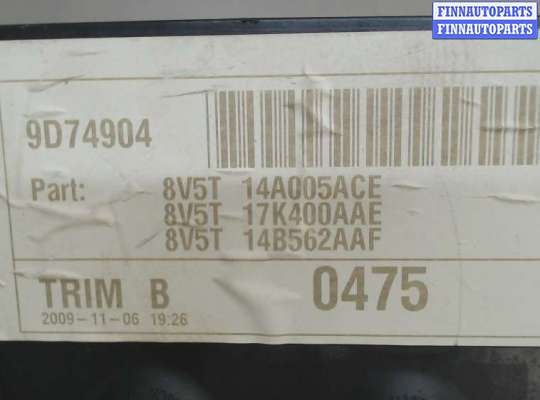 FINNAUTOPARTS
FINNAUTOPARTS
9D74904
Part: 8V5T 14A005ACE
8V5T 17K400AAE
8V5T 14B562AAF
TRIM B 0475
2009-11-06 19:26